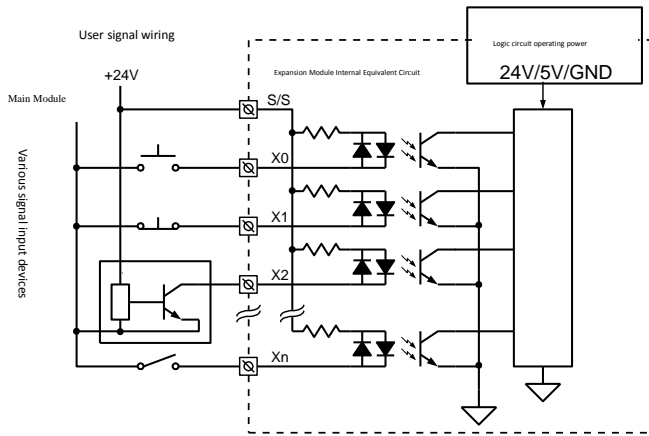 User signal wiring
Logic circuit operating power
+24V
Expansion Module Internal Equivalent Circuit
24V/5V/GND
Main Module
S/S
X0
X1
X2
Xn
Various signal input devices